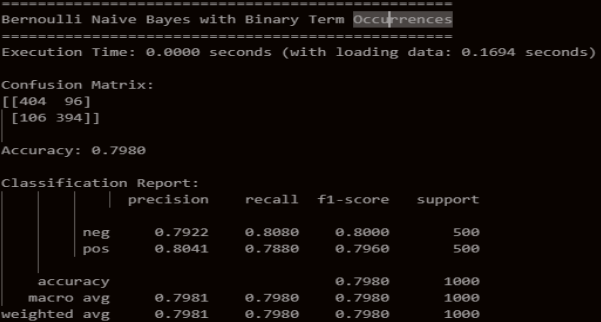 ==================================================
Bernoulli Naive Bayes with Binary Term Occurrences
==================================================
Execution Time: 0.0000 seconds (with loading data: 0.1694 seconds)
Confusion Matrix:
[[404  96]
 [106 394]]
Accuracy: 0.7980
Classification Report:
              precision    recall  f1-score   support
         neg     0.7922    0.8080    0.8000       500
         pos     0.8041    0.7880    0.7960       500
    accuracy                         0.7980      1000
   macro avg     0.7981    0.7980    0.7980      1000
weighted avg     0.7981    0.7980    0.7980      1000